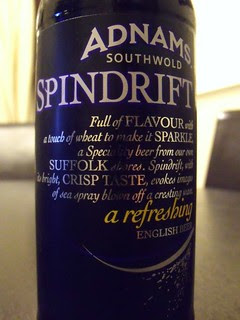 ADNAMS
SOUTHWOLD
SPINDRIFT
Full of FLAVOUR with
a touch of wheat to make it SPARKLE,
a Speciality beer from our own
SUFFOLK shores. Spindrift, with
its bright, CRISP TASTE, evokes images
of sea spray blown off a cresting wave.
a refreshing
ENGLISH BEER